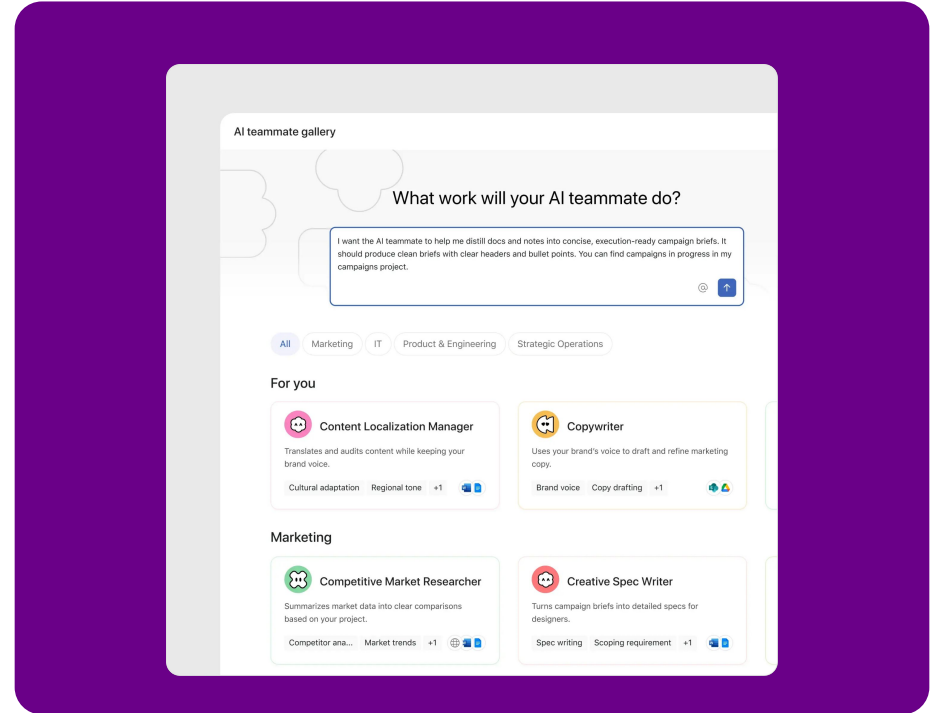 AI teammate gallery
What work will your AI teammate do?
I want the AI teammate to help me distill docs and notes into concise, execution-ready campaign briefs. It
should produce clean briefs with clear headers and bullet points. You can find campaigns in progress in my
campaigns project.
@
All Marketing IT Product & Engineering Strategic Operations
For you
Content Localization Manager
Translates and audits content while keeping your
brand voice.
Cultural adaptation Regional tone +1
Copywriter
Uses your brand's voice to draft and refine marketing
copy.
Brand voice Copy drafting +1
Marketing
Competitive Market Researcher
Summarizes market data into clear comparisons
based on your project.
Competitor ana... Market trends +1
Creative Spec Writer
Turns campaign briefs into detailed specs for
designers.
Spec writing Scoping requirement +1